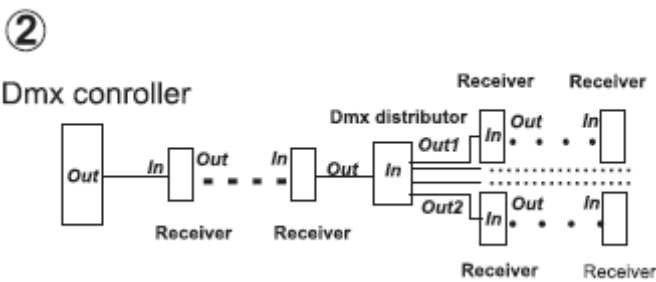 2
Dmx conroller
Receiver Receiver
Dmx distributor
Out In Out In Out In Out1 In Out In
Out2 In Out In
Receiver Receiver
Receiver Receiver